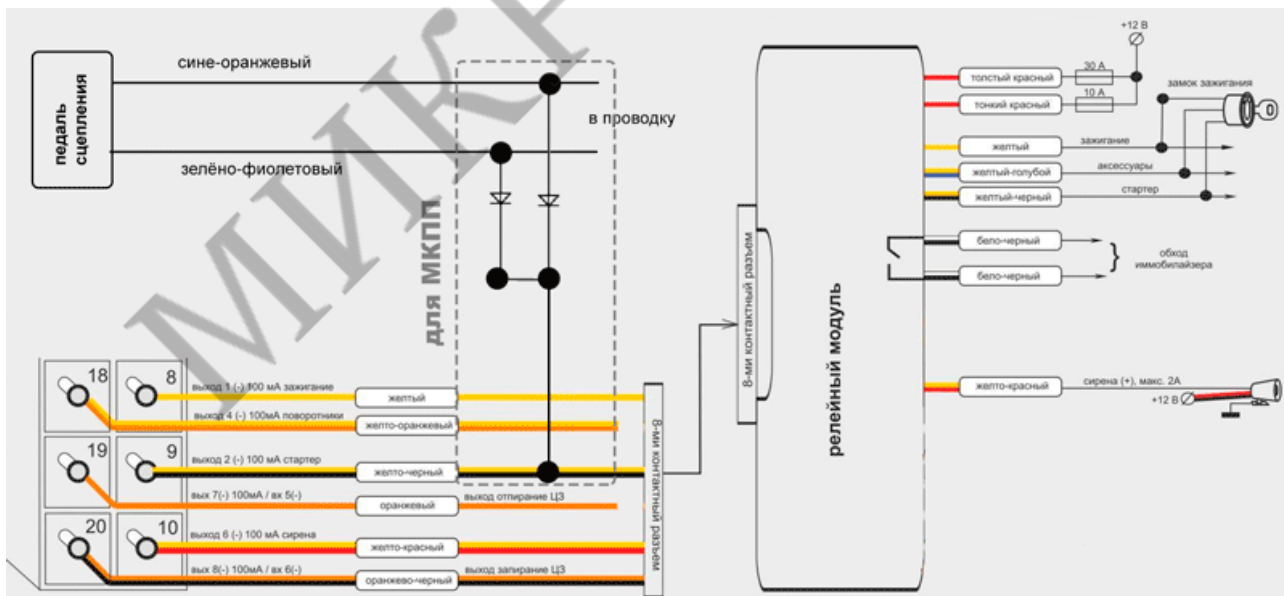 МИКР
педаль
сцепления
сине-оранжевый
зелёно-фиолетовый
в проводку
для МКПП
18
8
выход 1 (-) 100 мА зажигание
желтый
выход 4 (-) 100мА поворотники
желто-оранжевый
19
9
выход 2 (-) 100 мА стартер
желто-черный
вых 7(-) 100мА / вх 5(-)
оранжевый
выход отпирание ЦЗ
20
10
выход 6 (-) 100 мА сирена
желто-красный
вых 8(-) 100мА / вх 6(-)
оранжево-черный
выход запирание ЦЗ
8-ми контактный разъем
8-ми контактный разъем
релейный модуль
+12 В
толстый красный
30 А
тонкий красный
10 А
замок зажигания
желтый
зажигание
желтый-голубой
аксессуары
желтый-черный
стартер
бело-черный
бело-черный
обход
иммобилайзера
желто-красный
сирена (+), макс. 2А
+12 В